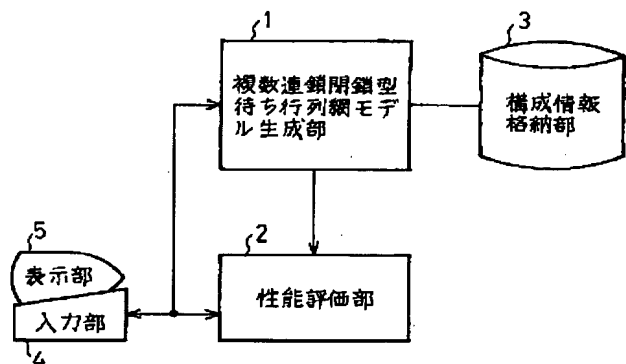 1
複数連鎖閉鎖型
待ち行列網モデ
ル生成部
3
構成情報
格納部
2
性能評価部
5
表示部
入力部
4